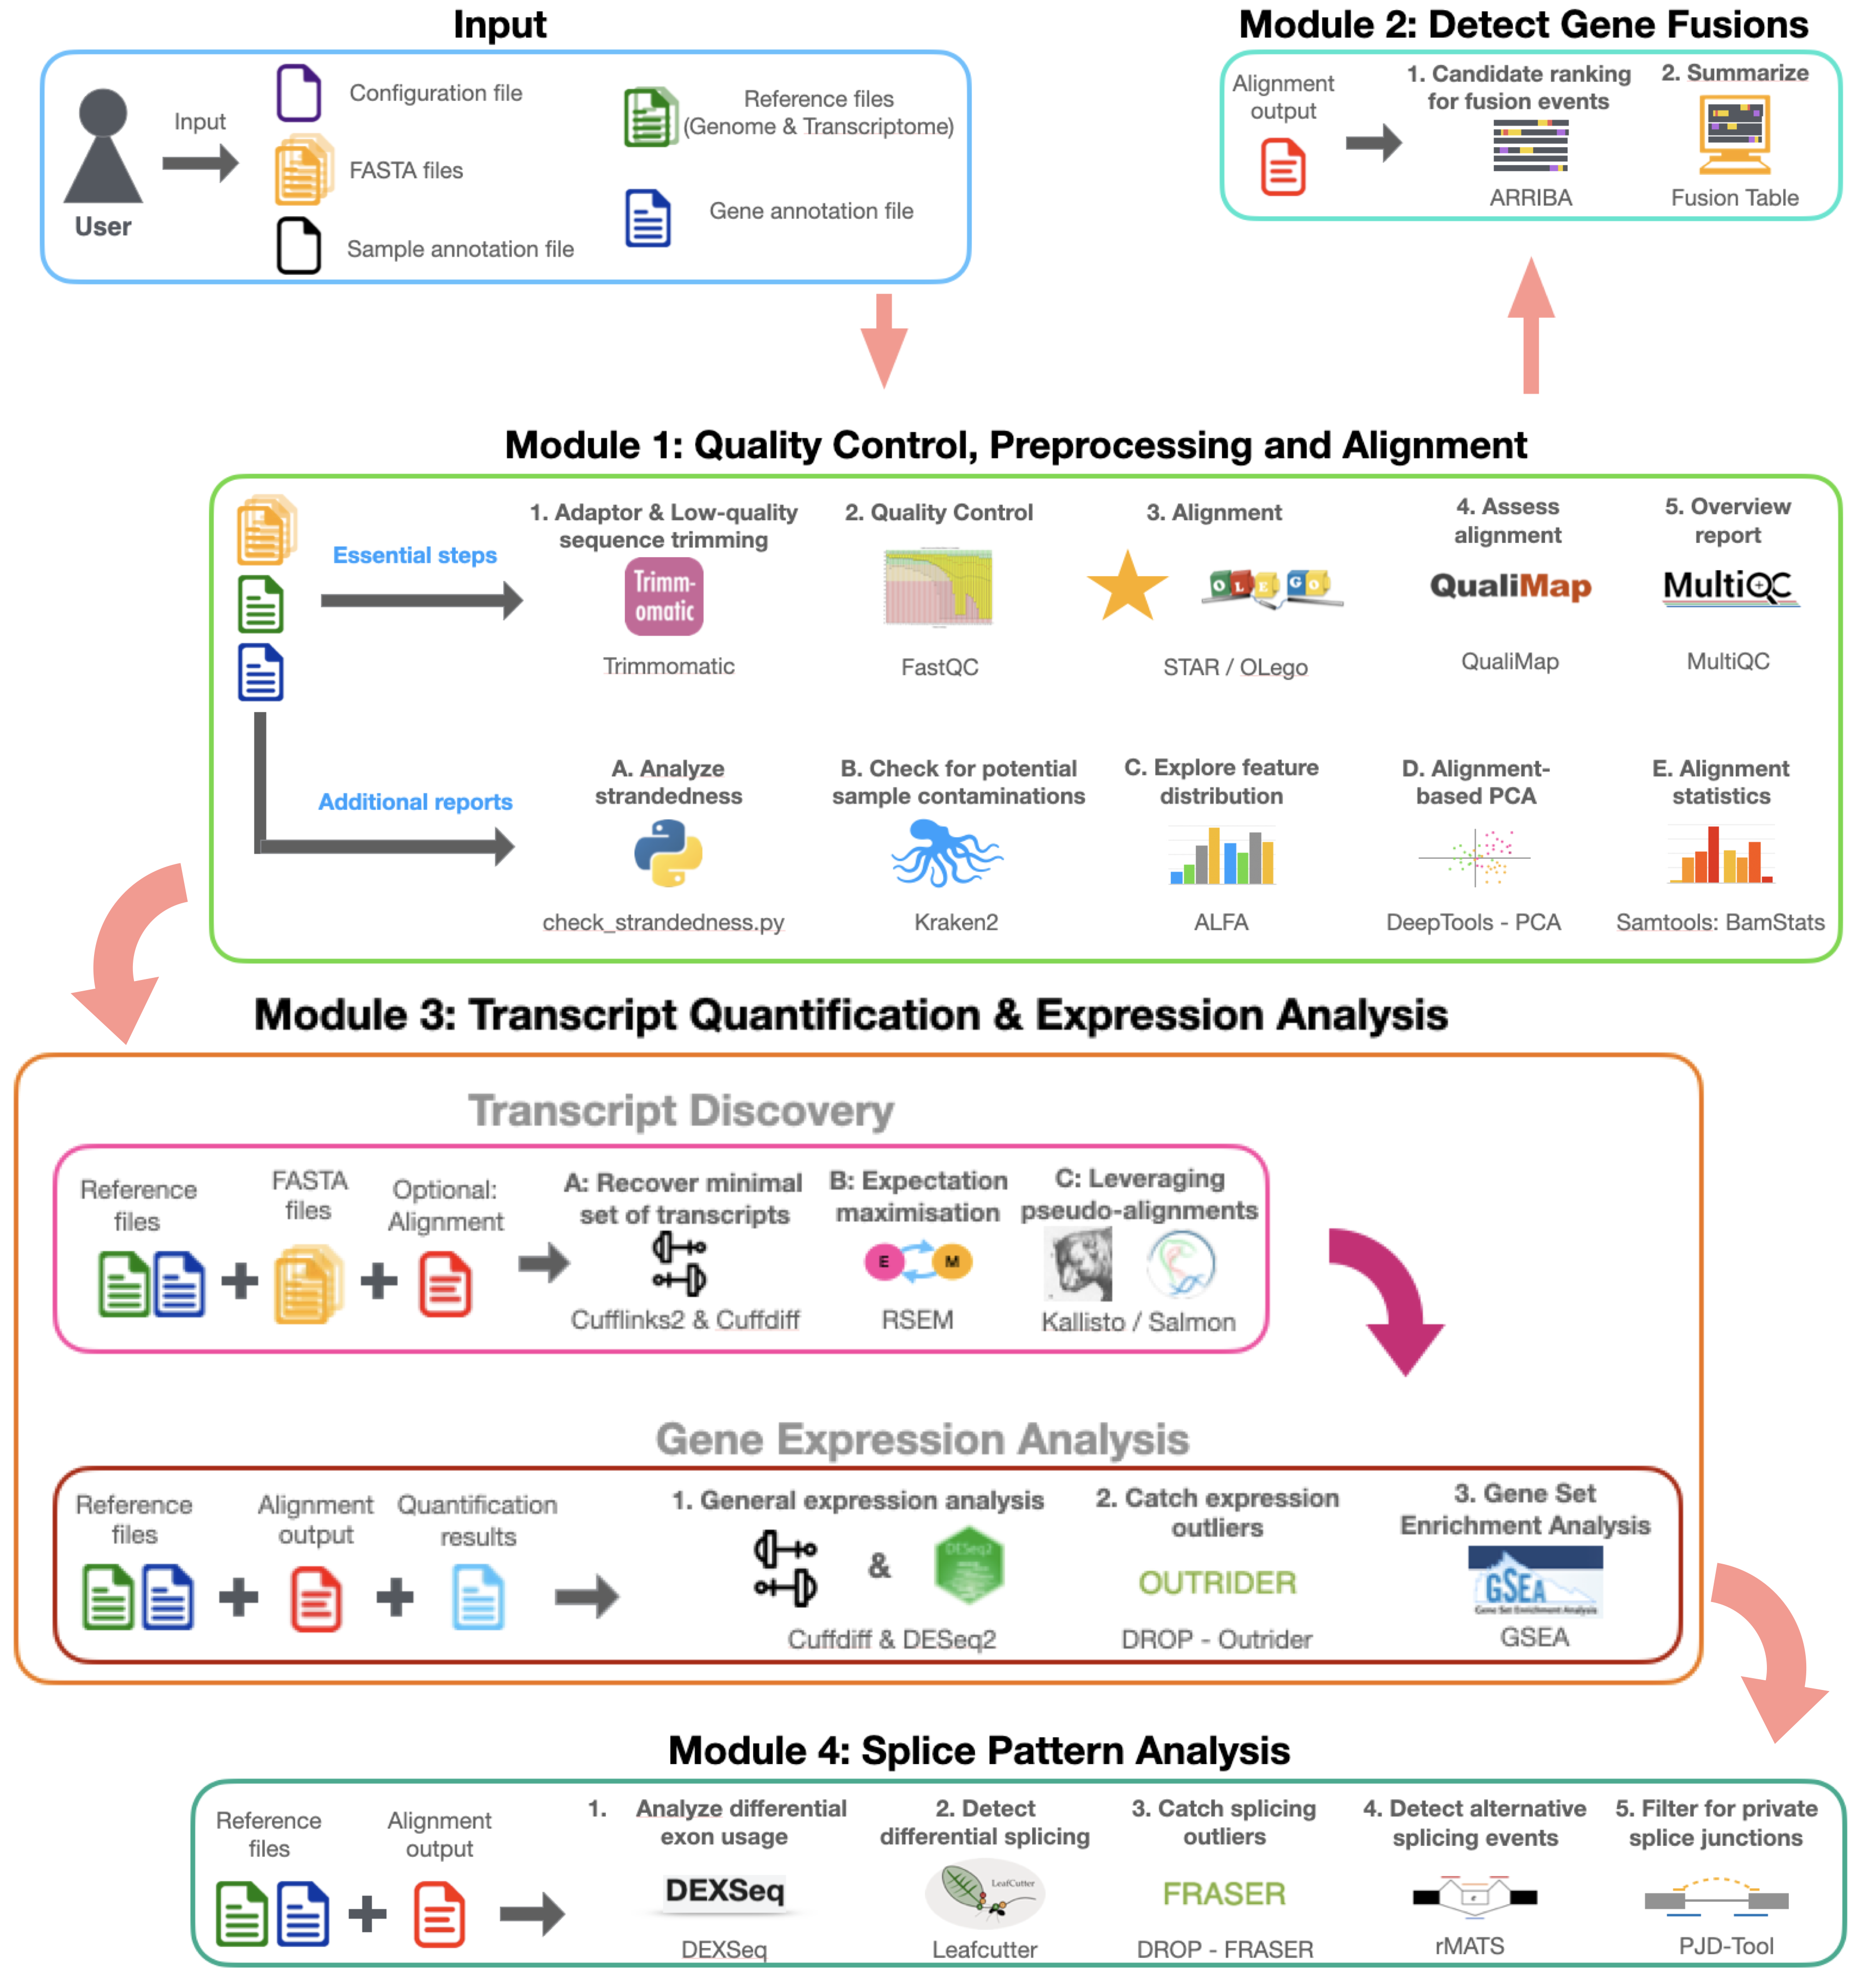 Input
User
Input
Configuration file
FASTA files
Sample annotation file
Reference files
(Genome & Transcriptome)
Gene annotation file
Module 2: Detect Gene Fusions
Alignment
output
1. Candidate ranking
for fusion events
ARRIBA
2. Summarize
Fusion Table
Module 1: Quality Control, Preprocessing and Alignment
Essential steps
1. Adaptor & Low-quality
sequence trimming
Trimm-
omatic
Trimmomatic
2. Quality Control
FastQC
3. Alignment
OLEGO
STAR / OLego
4. Assess
alignment
QualiMap
QualiMap
5. Overview
report
MultiQC
MultiQC
Additional reports
A. Analyze
strandedness
check_strandedness.py
B. Check for potential
sample contaminations
Kraken2
C. Explore feature
distribution
ALFA
D. Alignment-
based PCA
DeepTools - PCA
E. Alignment
statistics
Samtools: BamStats
Module 3: Transcript Quantification & Expression Analysis
Transcript Discovery
Reference
files
FASTA
files
Optional:
Alignment
A: Recover minimal
set of transcripts
Cufflinks2 & Cuffdiff
B: Expectation
maximisation
E
M
RSEM
C: Leveraging
pseudo-alignments
Kallisto / Salmon
Gene Expression Analysis
Reference
files
Alignment
output
Quantification
results
1. General expression analysis
&
DESeq2
Cuffdiff & DESeq2
2. Catch expression
outliers
OUTRIDER
DROP - Outrider
3. Gene Set
Enrichment Analysis
GSEA
Gene Set Enrichment Analysis
GSEA
Module 4: Splice Pattern Analysis
Reference
files
Alignment
output
1. Analyze differential
exon usage
DEXSeq
DEXSeq
2. Detect
differential splicing
LeafCutter
Leafcutter
3. Catch splicing
outliers
FRASER
DROP - FRASER
4. Detect alternative
splicing events
e
rMATS
5. Filter for private
splice junctions
PJD-Tool